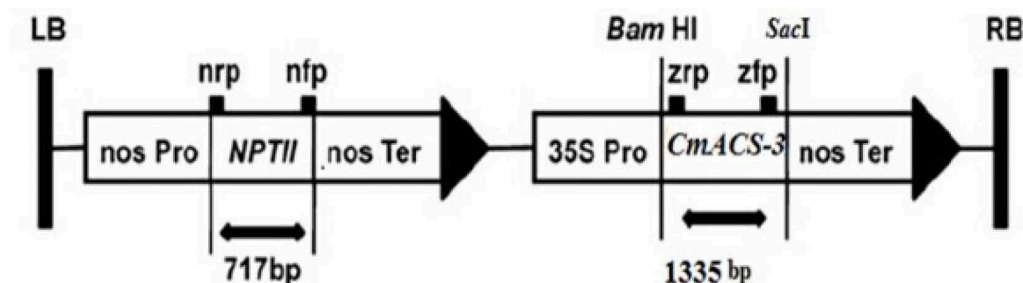 LB Bam HI SacI RB
nrp nfp zrp zfp
nos Pro NPTII nos Ter 35S Pro CmACS-3 nos Ter
717bp 1335 bp